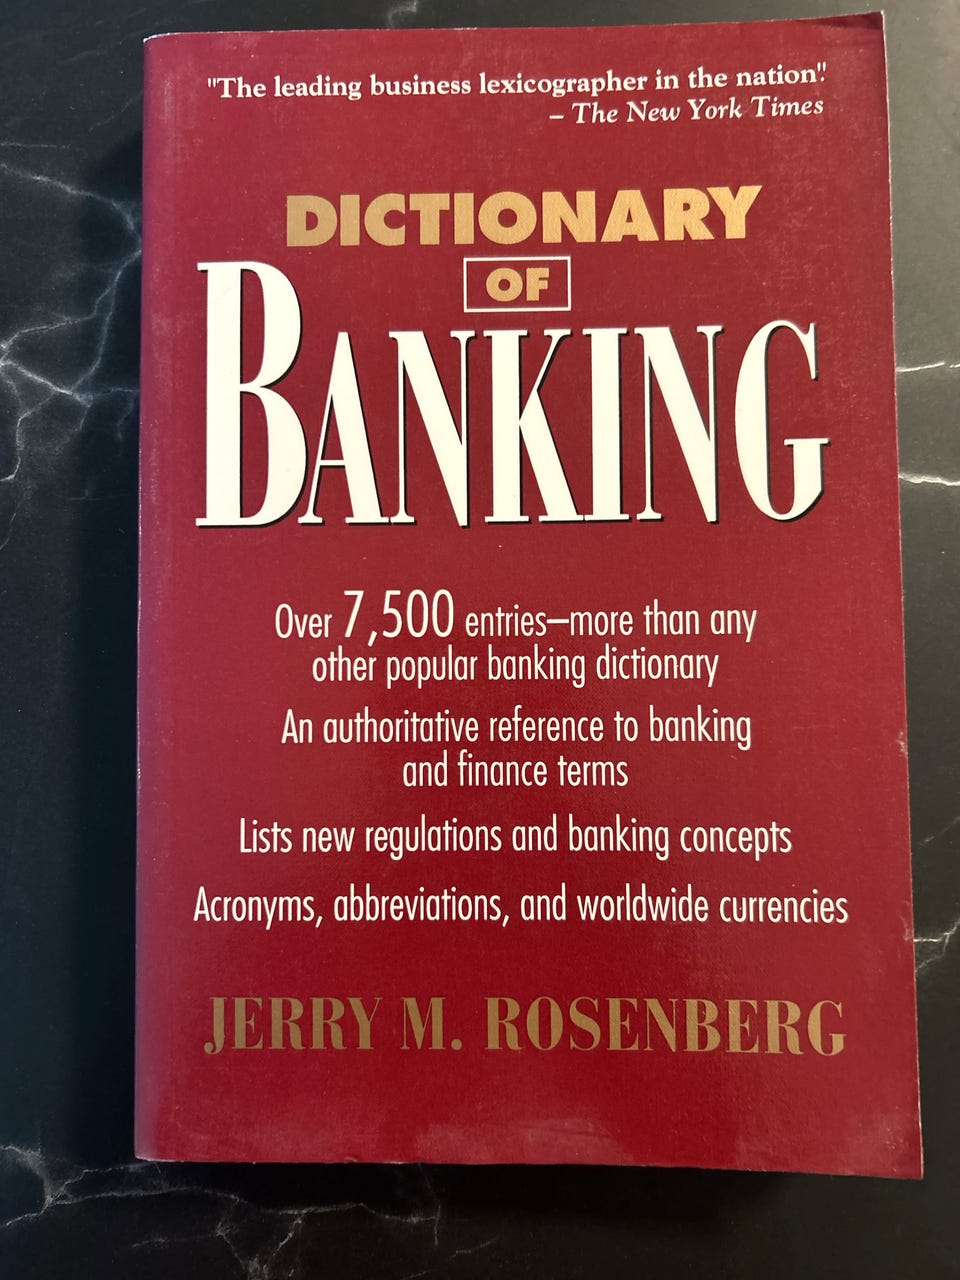 "The leading business lexicographer in the nation."
– The New York Times
DICTIONARY
OF
BANKING
Over 7,500 entries—more than any
other popular banking dictionary
An authoritative reference to banking
and finance terms
Lists new regulations and banking concepts
Acronyms, abbreviations, and worldwide currencies
JERRY M. ROSENBERG